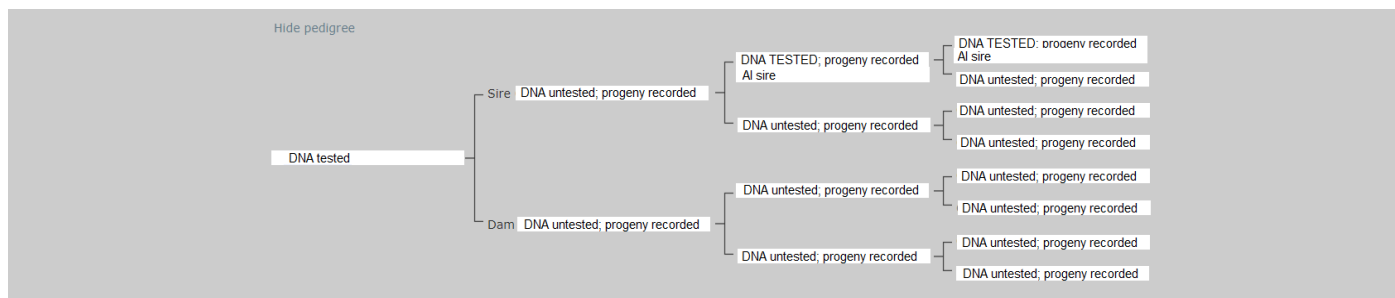 Hide pedigree
DNA TESTED: progeny recorded
AI sire
DNA TESTED; progeny recorded
AI sire
DNA untested; progeny recorded
Sire DNA untested; progeny recorded
DNA untested; progeny recorded
DNA untested; progeny recorded
DNA untested; progeny recorded
DNA tested
DNA untested; progeny recorded
DNA untested; progeny recorded
DNA untested; progeny recorded
Dam DNA untested; progeny recorded
DNA untested; progeny recorded
DNA untested; progeny recorded
DNA untested; progeny recorded